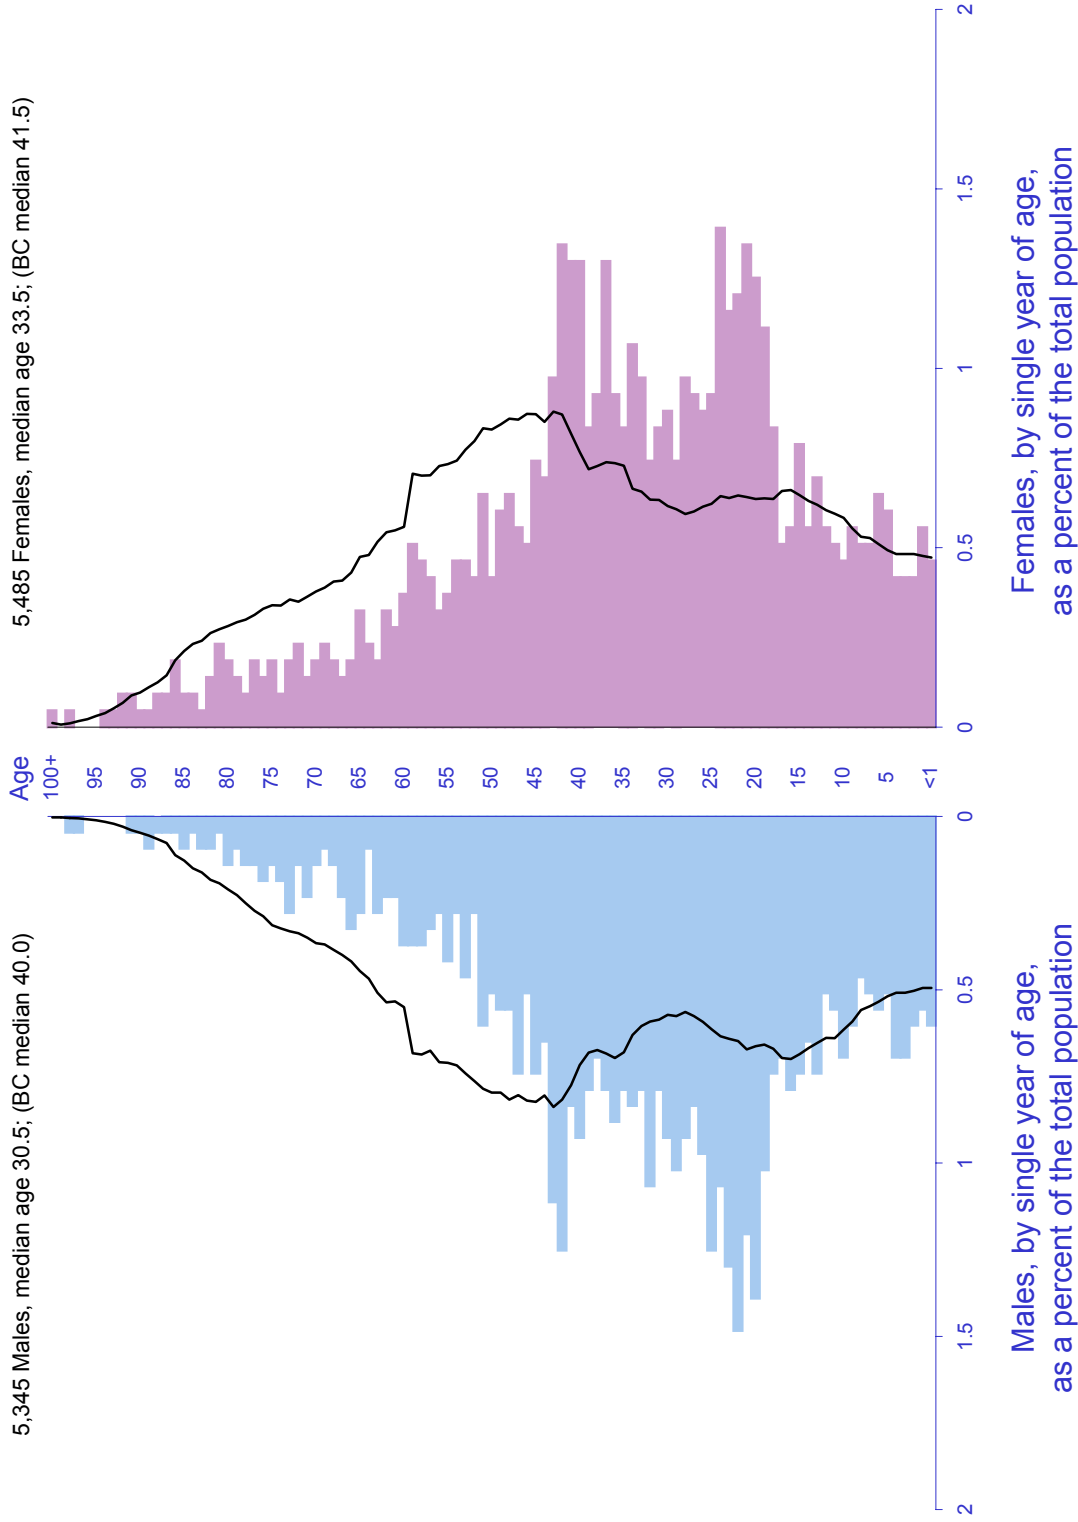 5,345 Males, median age 30.5; (BC median 40.0)
Age
5,485 Females, median age 33.5; (BC median 41.5)
100+
95
90
85
80
75
70
65
60
55
50
45
40
35
30
25
20
15
10
5
<1
2 1.5 1 0.5 0
0 0.5 1 1.5 2
Males, by single year of age,
as a percent of the total population
Females, by single year of age,
as a percent of the total population